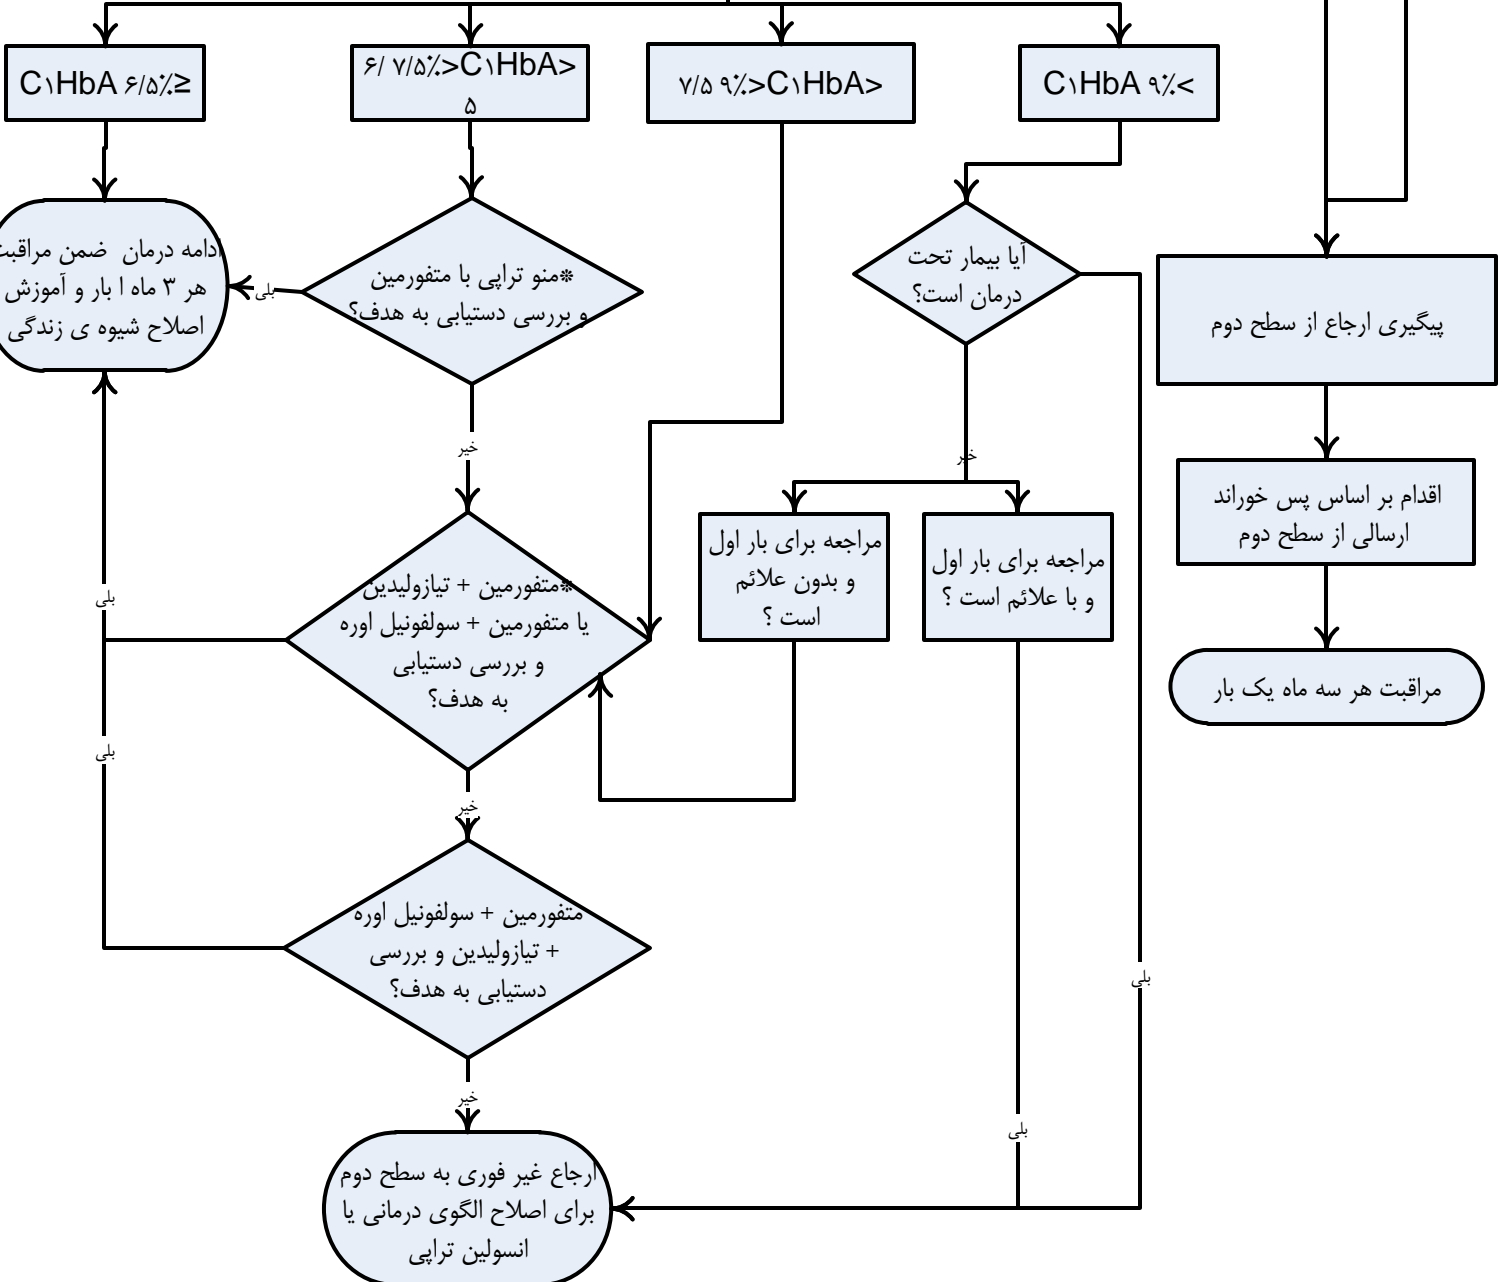 C۱HbA ۶/۵٪≥
۶/ ۷/۵٪>C۱HbA>
۵
۷/۵ ۹٪>C۱HbA>
C۱HbA ۹٪<
ادامه درمان ضمن مراقبت
هر ۳ ماه ۱ بار و آموزش
اصلاح شیوه ی زندگی
بلی
*منو تراپی با متفورمین
و بررسی دستیابی به هدف؟
آیا بیمار تحت
درمان است؟
پیگیری ارجاع از سطح دوم
خیر
خیر
اقدام بر اساس پس خوراند
ارسالی از سطح دوم
مراجعه برای بار اول
و با علائم است ؟
مراجعه برای بار اول
و بدون علائم
است ؟
*متفورمین + تیازولیدین
یا متفورمین + سولفونیل اوره
و بررسی دستیابی
به هدف؟
بلی
مراقبت هر سه ماه یک بار
بلی
خیر
متفورمین + سولفونیل اوره
+ تیازولیدین و بررسی
دستیابی به هدف؟
بلی
خیر
بلی
ارجاع غیر فوری به سطح دوم
برای اصلاح الگوی درمانی یا
انسولین تراپی